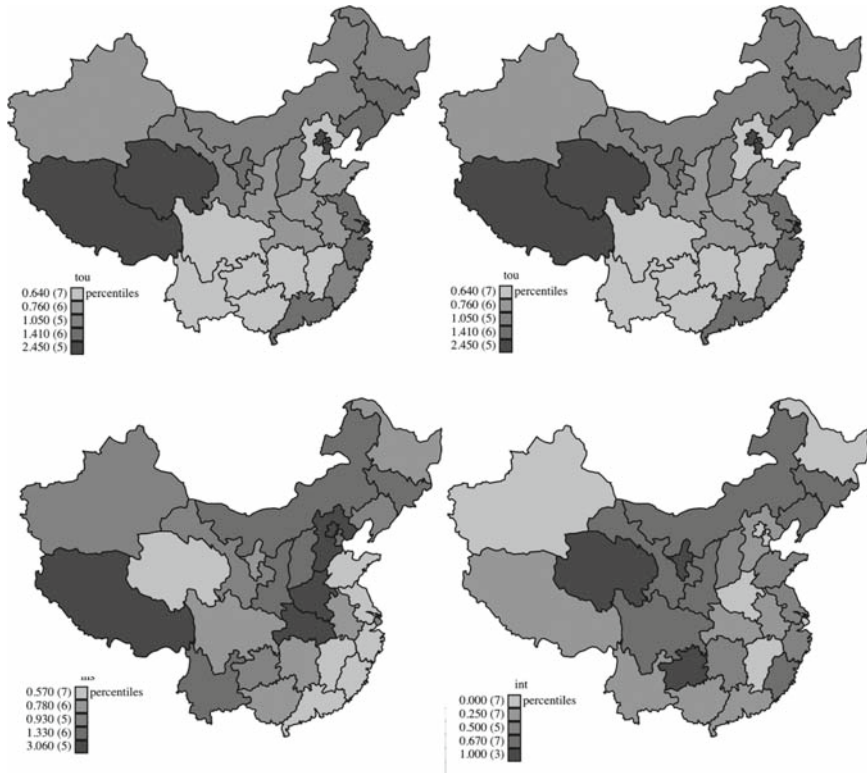 tou
0.640 (7) percentiles
0.760 (6)
1.050 (5)
1.410 (6)
2.450 (5)
tou
0.640 (7) percentiles
0.760 (6)
1.050 (5)
1.410 (6)
2.450 (5)
0.570 (7) percentiles
0.780 (6)
0.930 (5)
1.330 (6)
3.060 (5)
int
0.000 (7) percentiles
0.250 (7)
0.500 (5)
0.670 (7)
1.000 (3)